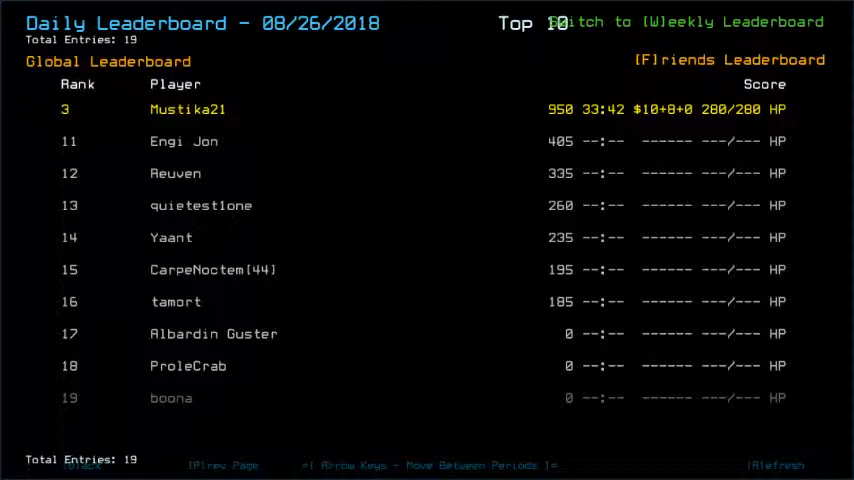 Daily Leaderboard - 08/26/2018 Top 10 Switch to [W]eekly Leaderboard
Total Entries: 19
Global Leaderboard [F]riends Leaderboard
Rank Player Score
3 Mustika21 950 33:42 $10+8+0 280/280 HP
11 Engi Jon 405 --:-- ------ ---/--- HP
12 Reuven 335 --:-- ------ ---/--- HP
13 quietest1one 260 --:-- ------ ---/--- HP
14 Yaant 235 --:-- ------ ---/--- HP
15 CarpeNoctem[44] 195 --:-- ------ ---/--- HP
16 tamort 185 --:-- ------ ---/--- HP
17 Albardin Guster 0 --:-- ------ ---/--- HP
18 ProleCrab 0 --:-- ------ ---/--- HP
19 boona 0 --:-- ------ ---/--- HP
Total Entries: 19
[B]ack [P]rev Page =[ Arrow Keys - Move Between Periods ]= [R]efresh